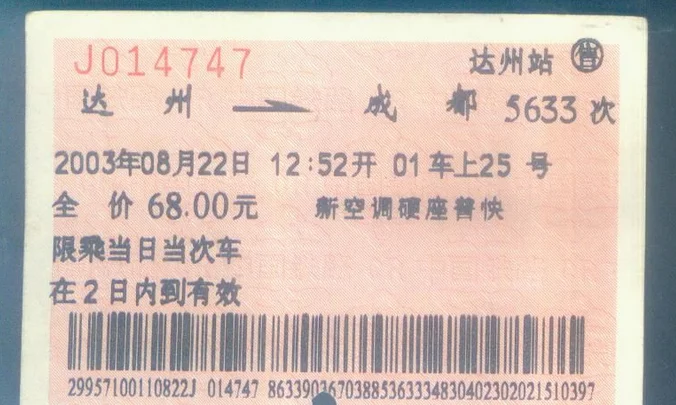 J014747 达州站 售
达 州 → 成 都 5633次
2003年08月22日 12:52开 01车上25 号
全 价 68.00元 新空调硬座普快
限乘当日当次车
在2日内到有效
29957100110822J 014747 86339036703885363334830402302021510397